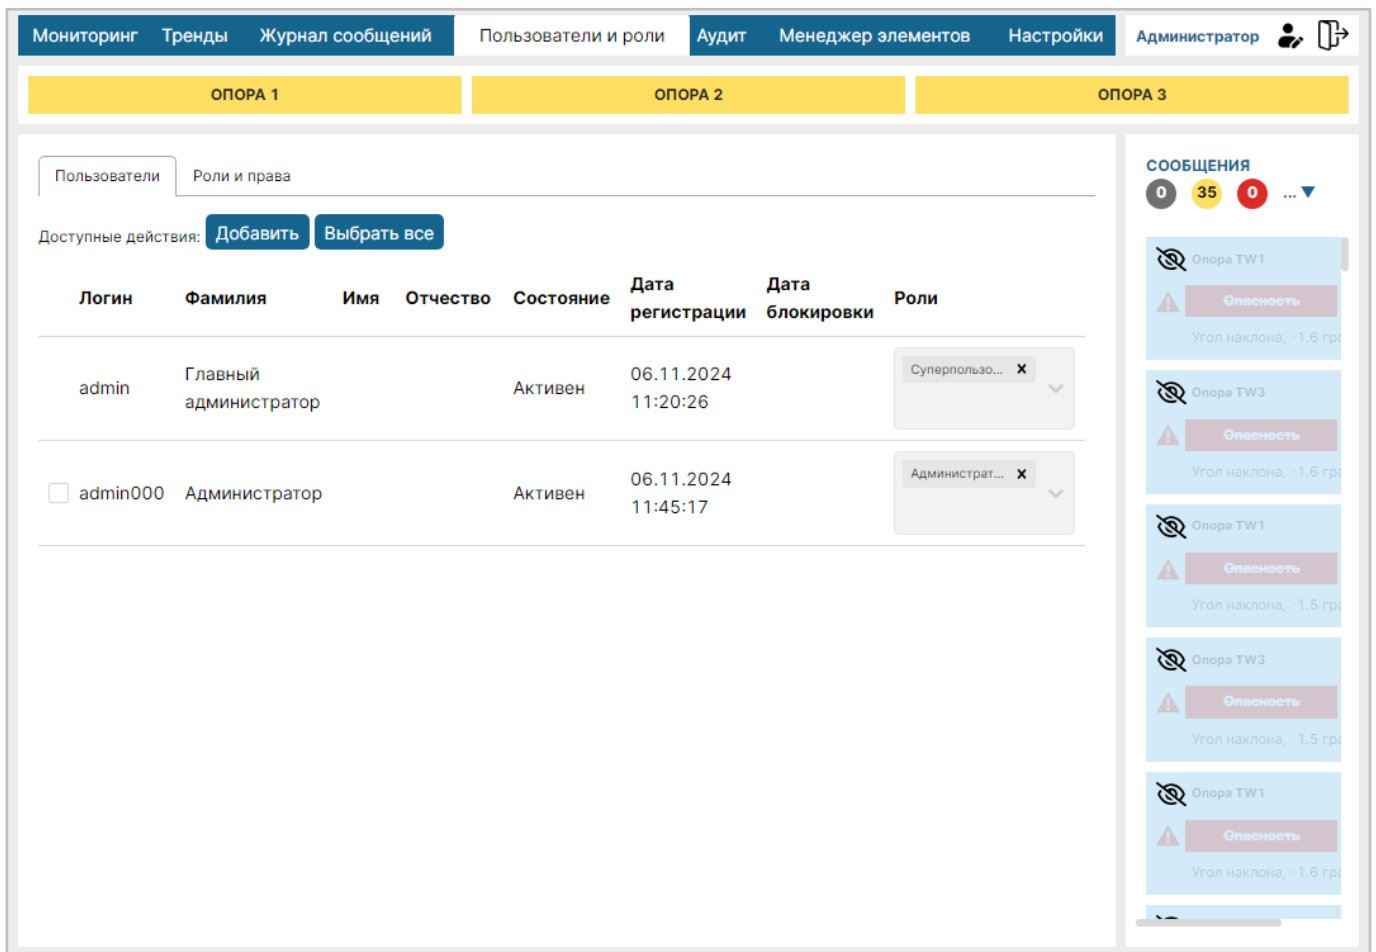 Мониторинг Тренды Журнал сообщений Пользователи и роли Аудит Менеджер элементов Настройки Администратор
ОПОРА 1 ОПОРА 2 ОПОРА 3
Пользователи Роли и права
Доступные действия: Добавить Выбрать все
Логин Фамилия Имя Отчество Состояние Дата регистрации Дата блокировки Роли
admin Главный администратор Активен 06.11.2024 11:20:26 Суперпользо... x
admin000 Администратор Активен 06.11.2024 11:45:17 Администрат... x
СООБЩЕНИЯ
0 35 0 ... ▼
Опора TW1
Опасность
Угол наклона, -1.6 гра
Опора TW3
Опасность
Угол наклона, -1.6 гра
Опора TW1
Опасность
Угол наклона, -1.5 гра
Опора TW3
Опасность
Угол наклона, -1.5 гра
Опора TW1
Опасность
Угол наклона, -1.6 гра